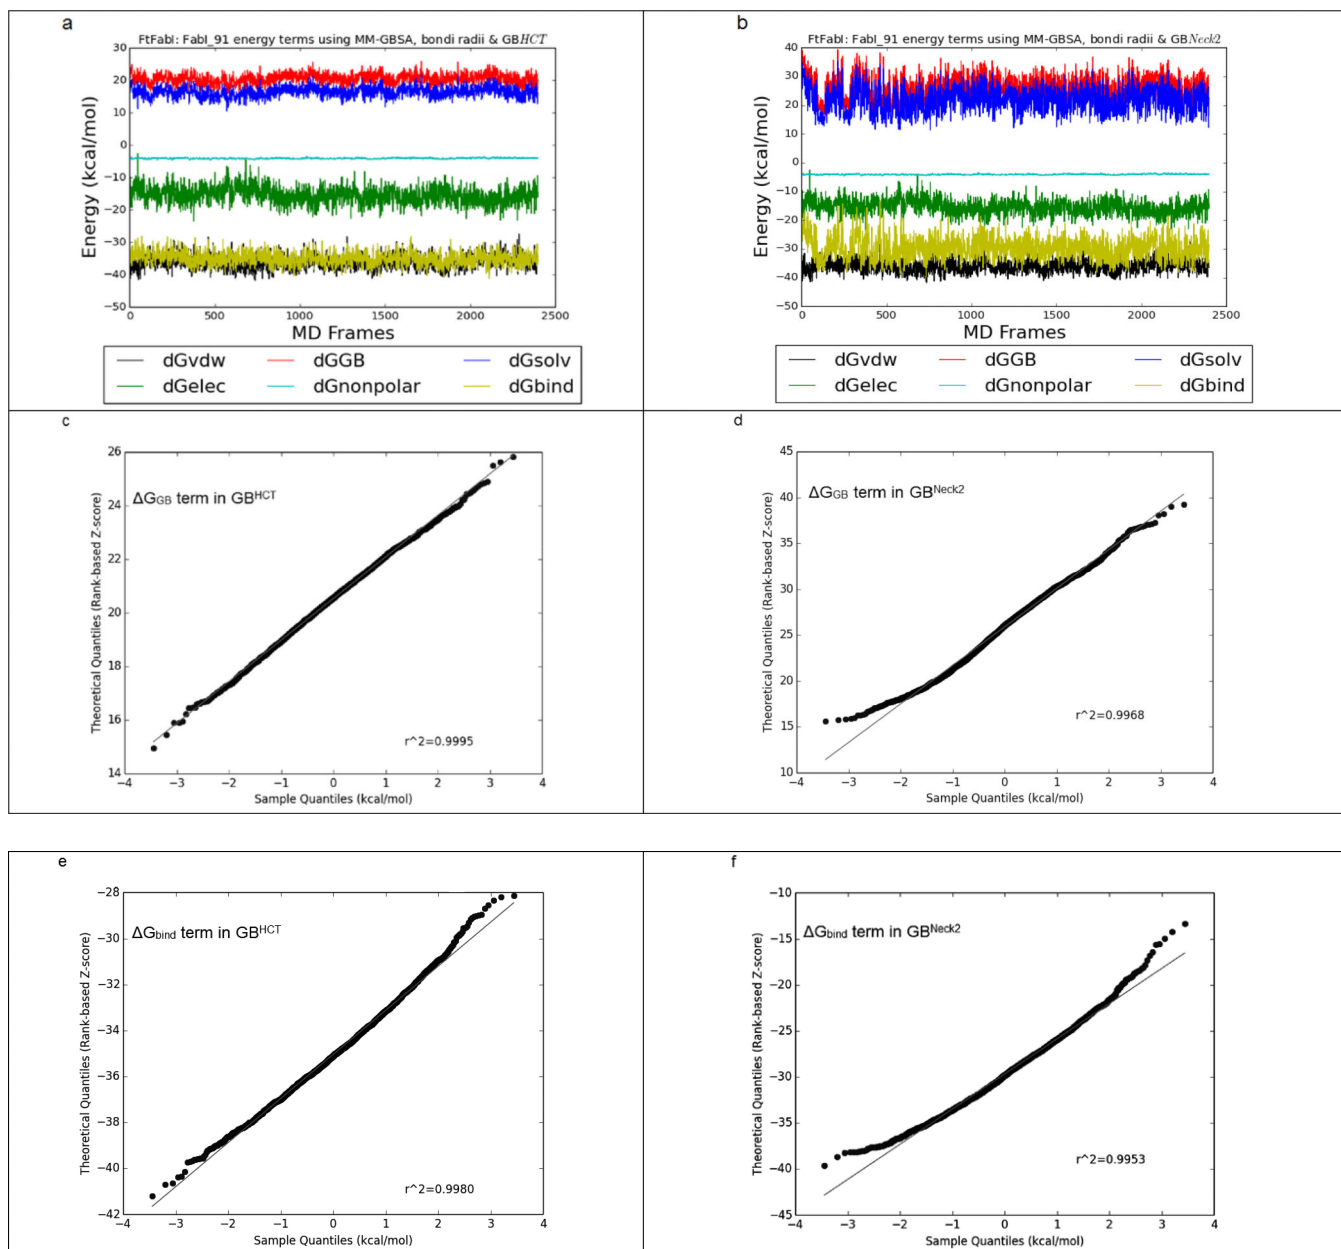 a
FtFabI: FabI_91 energy terms using MM-GBSA, bondi radii & GBHCT
Energy (kcal/mol)
30
20
10
0
−10
−20
−30
−40
−50
0 500 1000 1500 2000 2500
MD Frames
dGvdw dGGB dGsolv
dGelec dGnonpolar dGbind
b
FtFabI: FabI_91 energy terms using MM-GBSA, bondi radii & GBNeck2
Energy (kcal/mol)
40
30
20
10
0
−10
−20
−30
−40
−50
0 500 1000 1500 2000 2500
MD Frames
dGvdw dGGB dGsolv
dGelec dGnonpolar dGbind
c
ΔGGB term in GBHCT
Theoretical Quantiles (Rank-based Z-score)
26
24
22
20
18
16
14
r^2=0.9995
−4 −3 −2 −1 0 1 2 3 4
Sample Quantiles (kcal/mol)
d
ΔGGB term in GBNeck2
Theoretical Quantiles (Rank-based Z-score)
45
40
35
30
25
20
15
10
r^2=0.9968
−4 −3 −2 −1 0 1 2 3 4
Sample Quantiles (kcal/mol)
e
ΔGbind term in GBHCT
Theoretical Quantiles (Rank-based Z-score)
−28
−30
−32
−34
−36
−38
−40
−42
r^2=0.9980
−4 −3 −2 −1 0 1 2 3 4
Sample Quantiles (kcal/mol)
f
ΔGbind term in GBNeck2
Theoretical Quantiles (Rank-based Z-score)
−10
−15
−20
−25
−30
−35
−40
−45
r^2=0.9953
−4 −3 −2 −1 0 1 2 3 4
Sample Quantiles (kcal/mol)